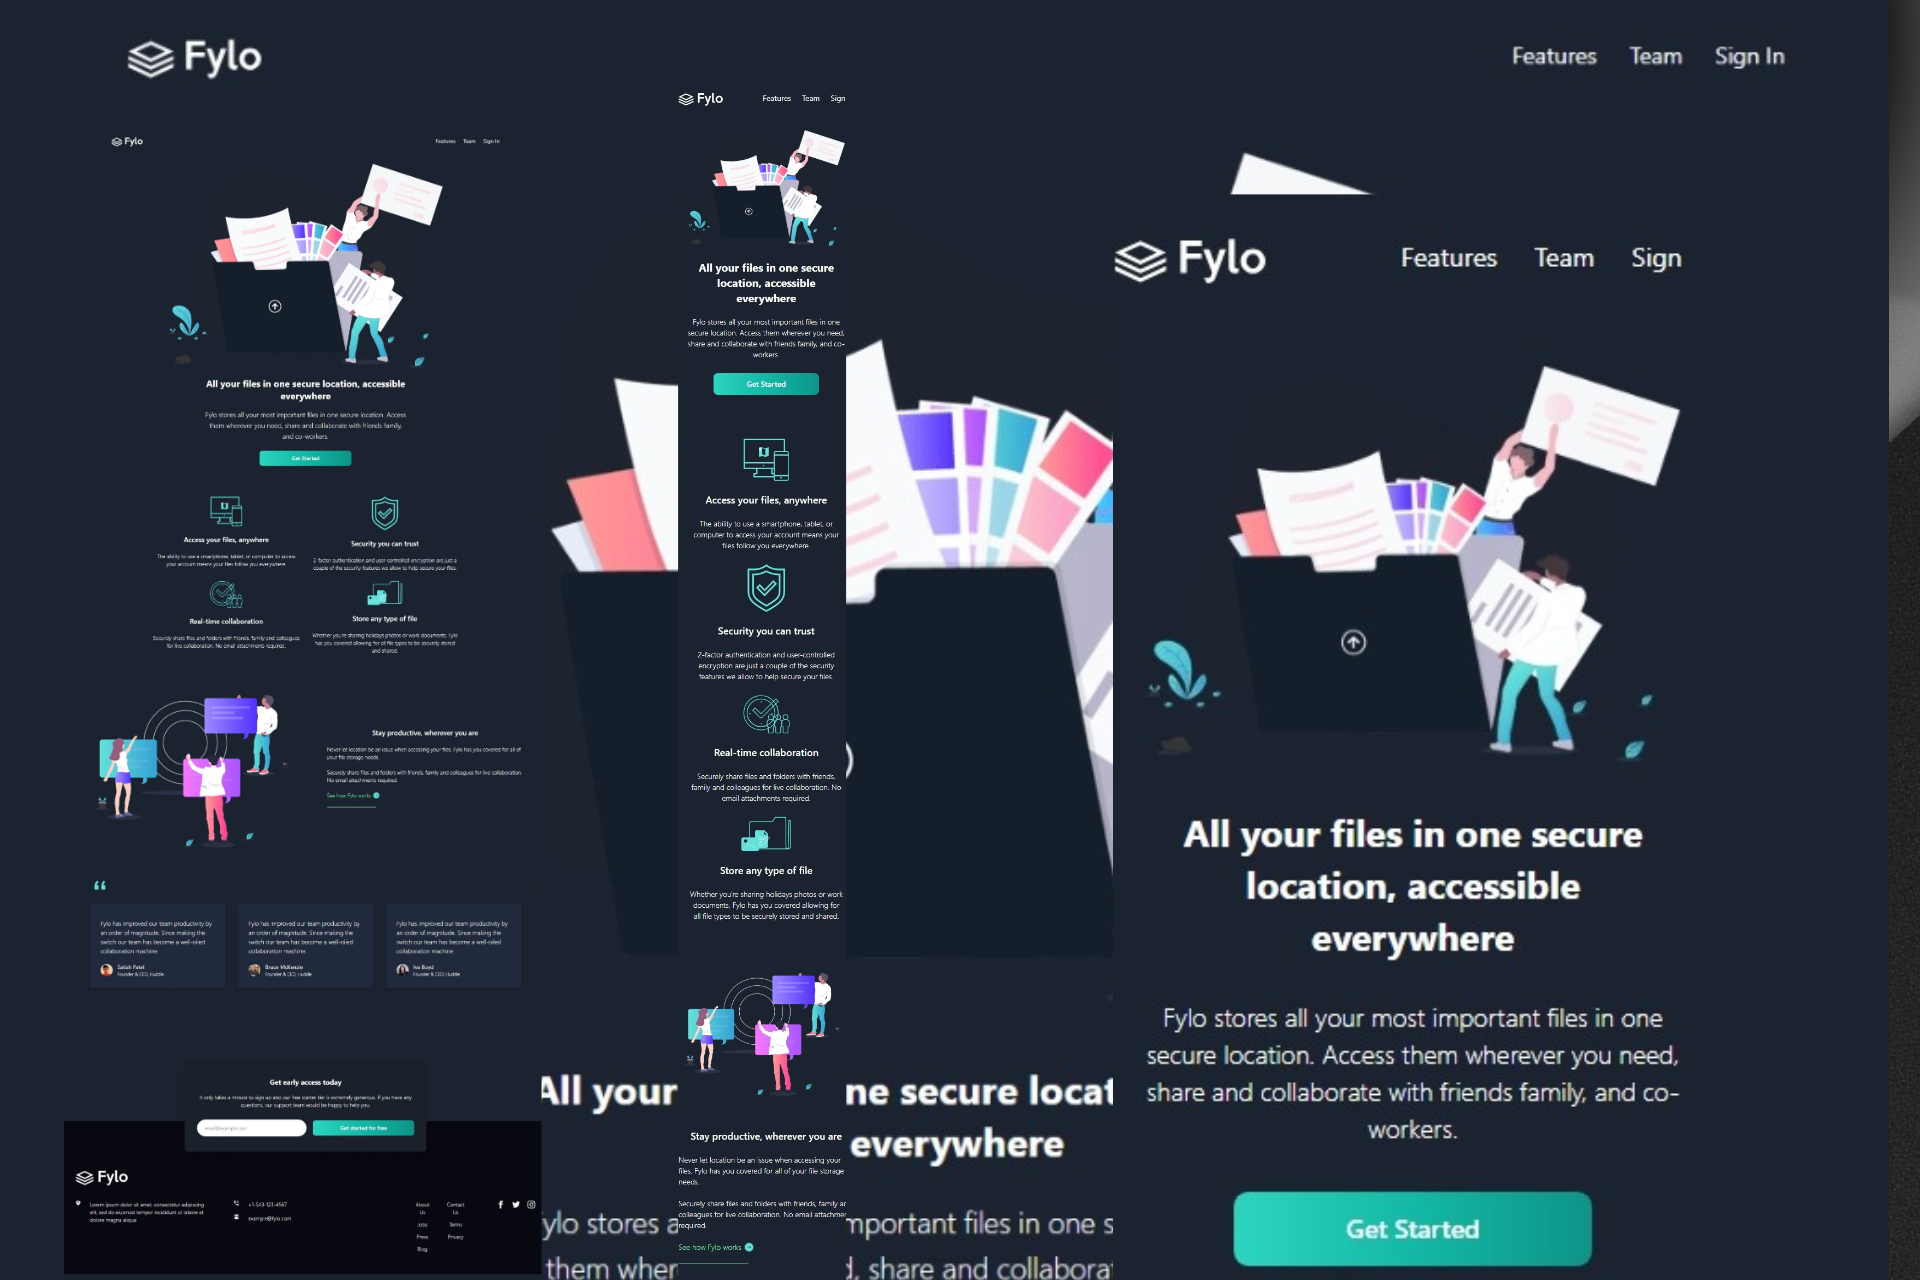 Fylo
Features Team Sign In
Fylo
Features Team Sign In
All your files in one secure location, accessible
everywhere
Fylo stores all your most important files in one secure location. Access
them wherever you need, share and collaborate with friends family,
and co-workers.
Get Started
Access your files, anywhere
The ability to use a smartphone, tablet, or computer to access
your account means your files follow you everywhere.
Security you can trust
2-factor authentication and user-controlled encryption are just a
couple of the security features we allow to help secure your files.
Real-time collaboration
Securely share files and folders with friends, family and colleagues
for live collaboration. No email attachments required.
Store any type of file
Whether you're sharing holidays photos or work documents, Fylo
has you covered allowing for all file types to be securely stored
and shared.
Stay productive, wherever you are
Never let location be an issue when accessing your files. Fylo has you covered for all of
your file storage needs.
Securely share files and folders with friends, family and colleagues for live collaboration.
No email attachments required.
See how Fylo works
“
Fylo has improved our team productivity by
an order of magnitude. Since making the
switch our team has become a well-oiled
collaboration machine.
Satish Patel
Founder & CEO, Huddle
Fylo has improved our team productivity by
an order of magnitude. Since making the
switch our team has become a well-oiled
collaboration machine.
Bruce McKenzie
Founder & CEO, Huddle
Fylo has improved our team productivity by
an order of magnitude. Since making the
switch our team has become a well-oiled
collaboration machine.
Iva Boyd
Founder & CEO, Huddle
Get early access today
It only takes a minute to sign up and our free starter tier is extremely generous. If you have any
questions, our support team would be happy to help you.
email@example.com
Get started for free
Fylo
Lorem ipsum dolor sit amet, consectetur adipiscing
elit, sed do eiusmod tempor incididunt ut labore et
dolore magna aliqua
+1-543-123-4567
example@fylo.com
About
Us
Jobs
Press
Blog
Contact
Us
Terms
Privacy
Fylo
Features Team Sign
All your files in one secure
location, accessible
everywhere
Fylo stores all your most important files in one
secure location. Access them wherever you need,
share and collaborate with friends family, and co-
workers.
Get Started
Access your files, anywhere
The ability to use a smartphone, tablet, or
computer to access your account means your
files follow you everywhere.
Security you can trust
2-factor authentication and user-controlled
encryption are just a couple of the security
features we allow to help secure your files.
Real-time collaboration
Securely share files and folders with friends,
family and colleagues for live collaboration. No
email attachments required.
Store any type of file
Whether you're sharing holidays photos or work
documents, Fylo has you covered allowing for
all file types to be securely stored and shared.
Stay productive, wherever you are
Never let location be an issue when accessing your
files. Fylo has you covered for all of your file storage
needs.
Securely share files and folders with friends, family ar
colleagues for live collaboration. No email attachmer
required.
See how Fylo works
All your
ne secure locat
everywhere
ylo stores a
mportant files in one s
them wher
d, share and collaborat
Fylo
Features Team Sign
All your files in one secure
location, accessible
everywhere
Fylo stores all your most important files in one
secure location. Access them wherever you need,
share and collaborate with friends family, and co-
workers.
Get Started